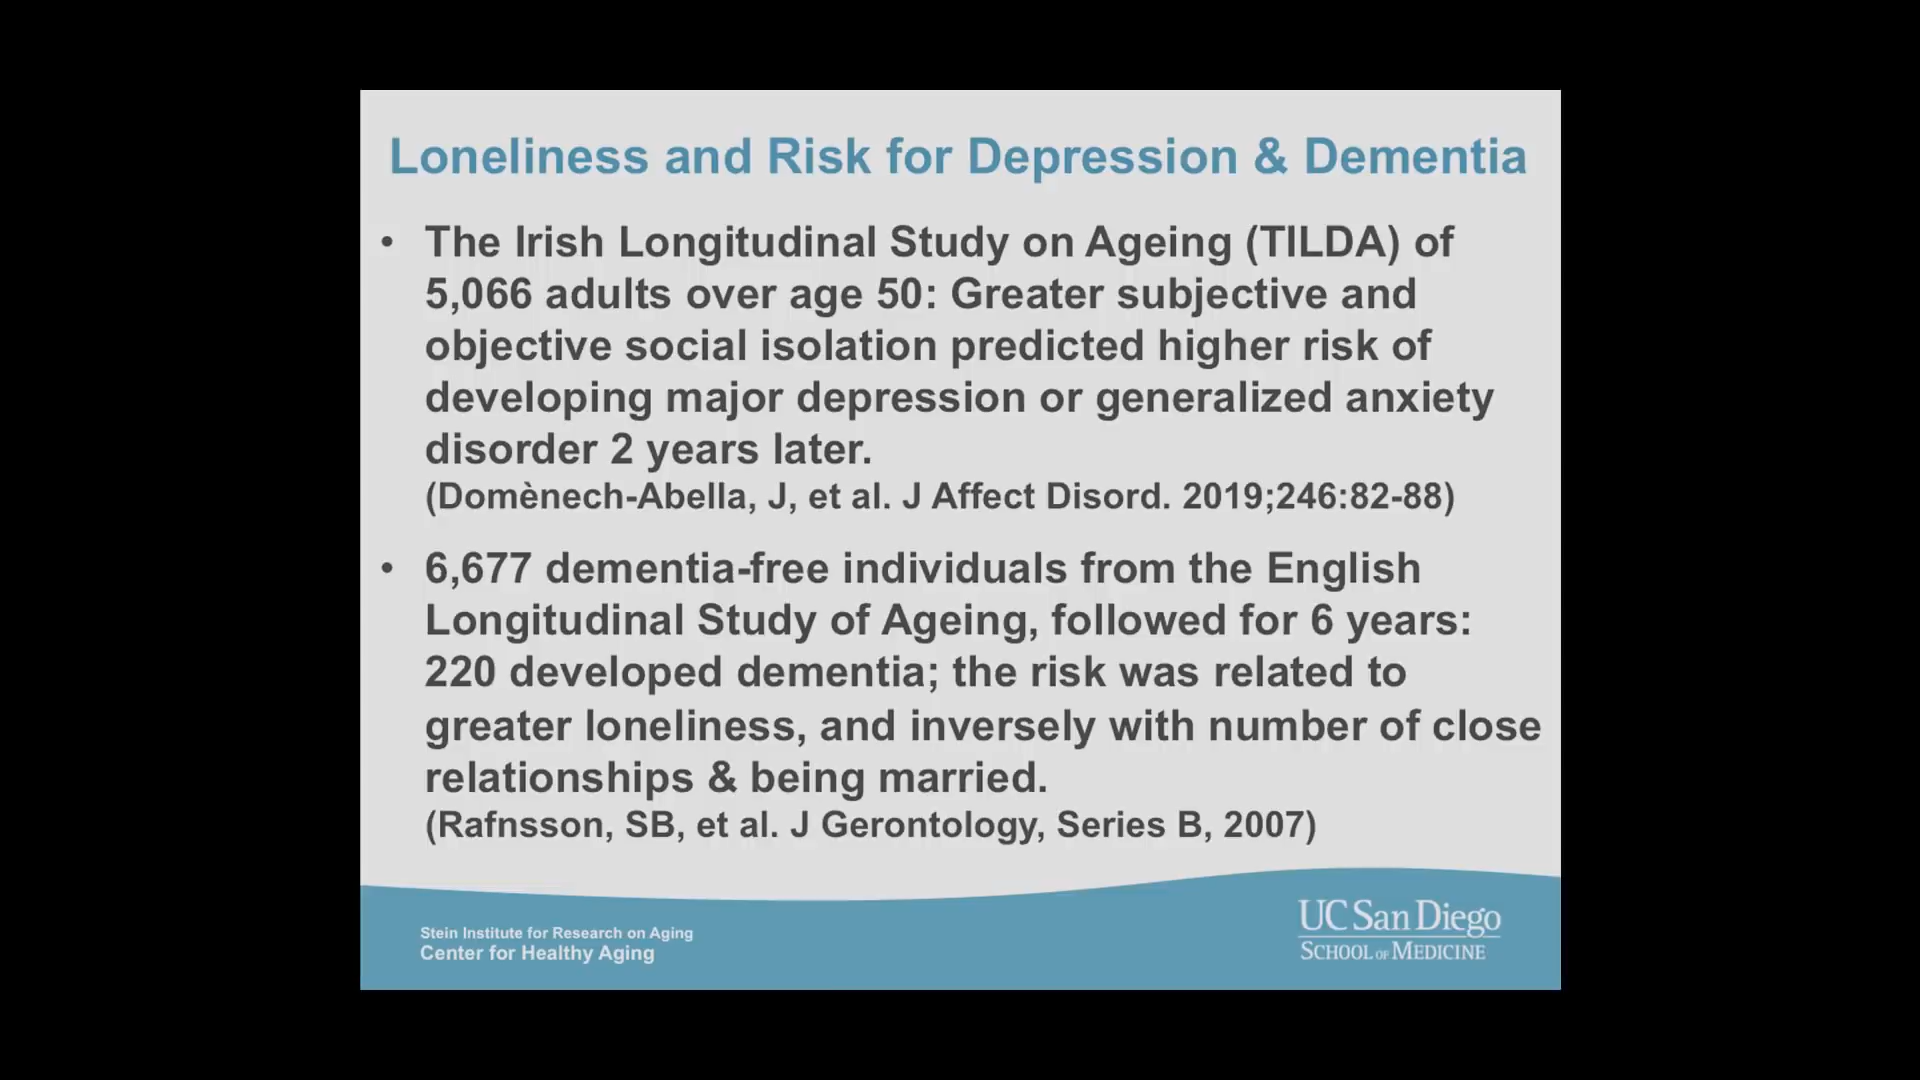 Loneliness and Risk for Depression & Dementia
• The Irish Longitudinal Study on Ageing (TILDA) of
5,066 adults over age 50: Greater subjective and
objective social isolation predicted higher risk of
developing major depression or generalized anxiety
disorder 2 years later.
(Domènech-Abella, J, et al. J Affect Disord. 2019;246:82-88)
• 6,677 dementia-free individuals from the English
Longitudinal Study of Ageing, followed for 6 years:
220 developed dementia; the risk was related to
greater loneliness, and inversely with number of close
relationships & being married.
(Rafnsson, SB, et al. J Gerontology, Series B, 2007)
Stein Institute for Research on Aging
Center for Healthy Aging
UC San Diego
SCHOOL OF MEDICINE